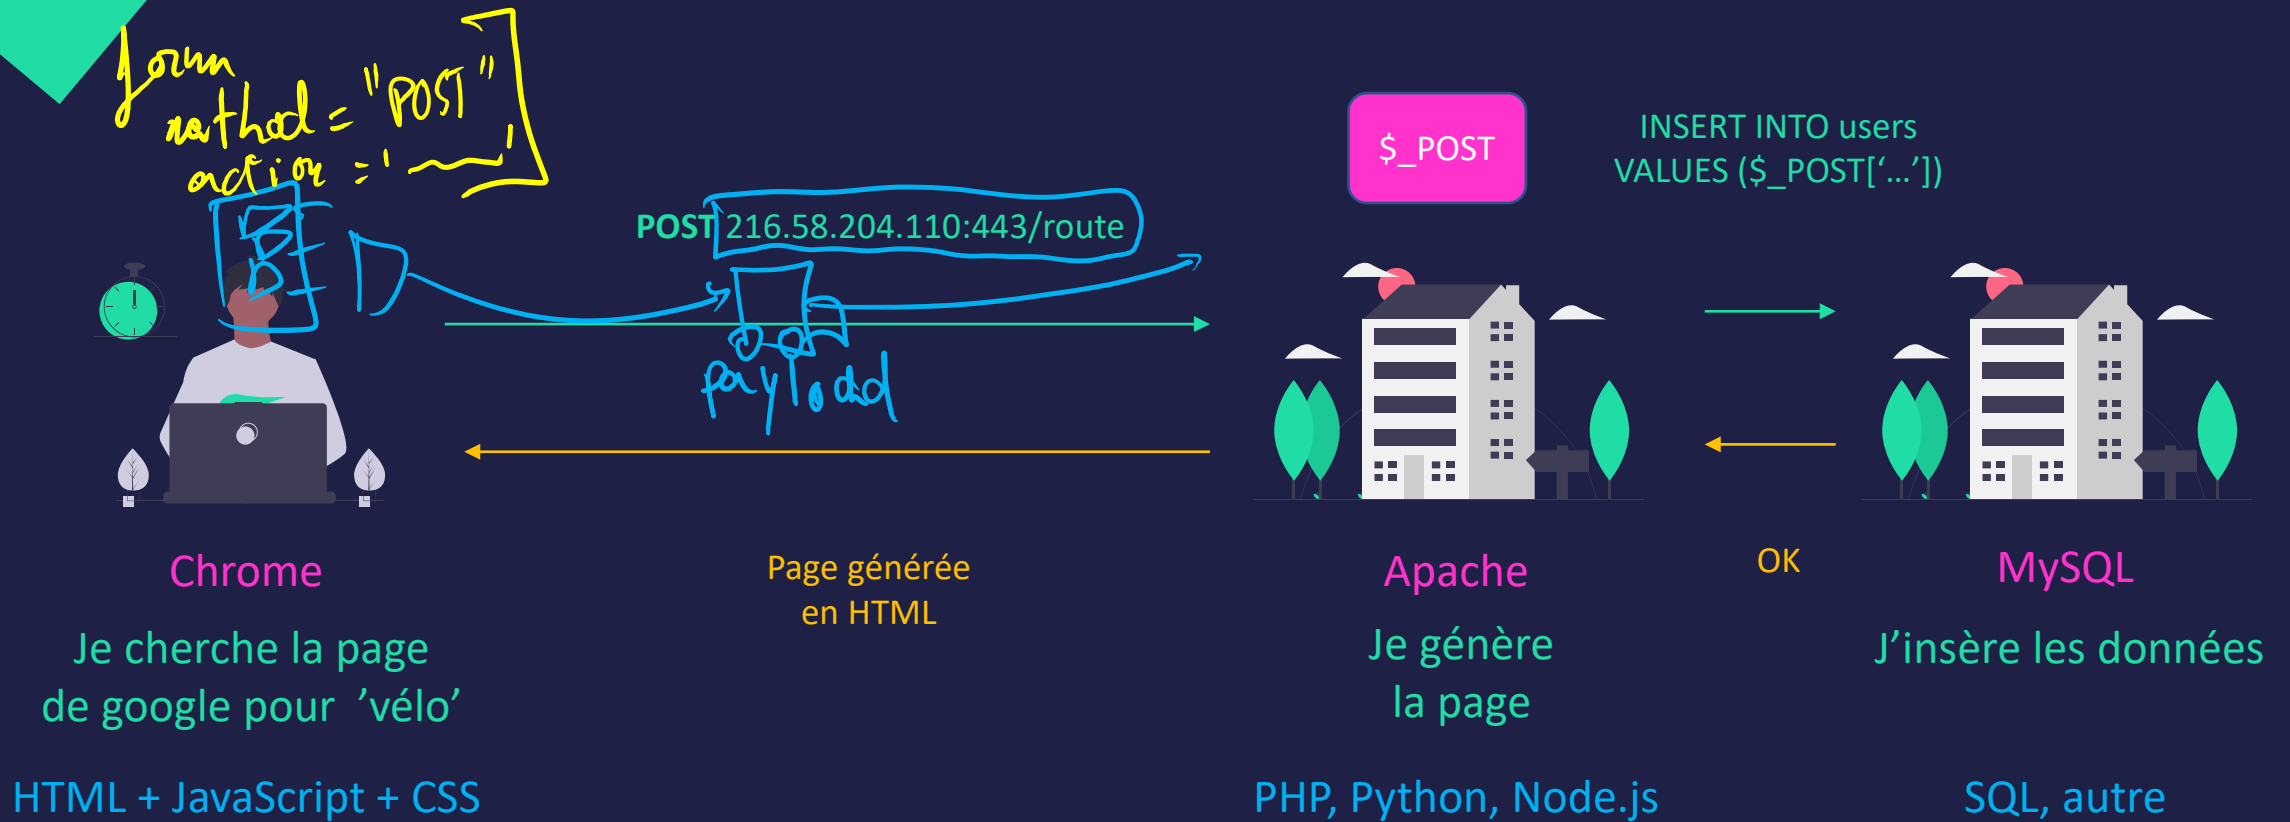 form
method = "POST"
action = '
$_POST
INSERT INTO users
VALUES ($_POST[‘…’])
POST 216.58.204.110:443/route
payload
Chrome
Je cherche la page
de google pour ’vélo’
HTML + JavaScript + CSS
Page générée
en HTML
Apache
Je génère
la page
PHP, Python, Node.js
OK
MySQL
J’insère les données
SQL, autre